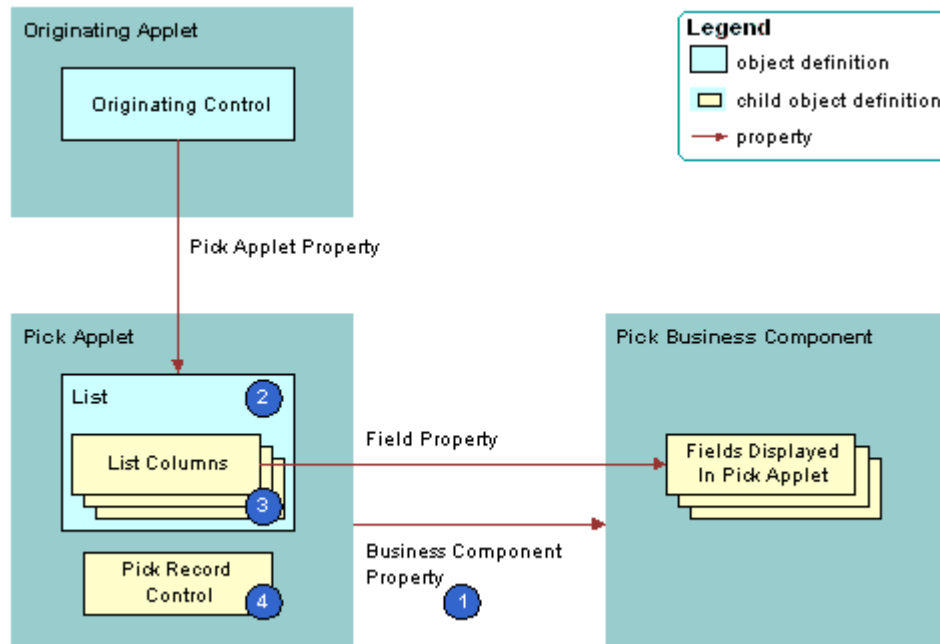 Originating Applet
Originating Control
Legend
object definition
child object definition
property
Pick Applet Property
Pick Applet
List
2
List Columns
3
Pick Record
Control
4
Field Property
Business Component
Property
1
Pick Business Component
Fields Displayed
In Pick Applet